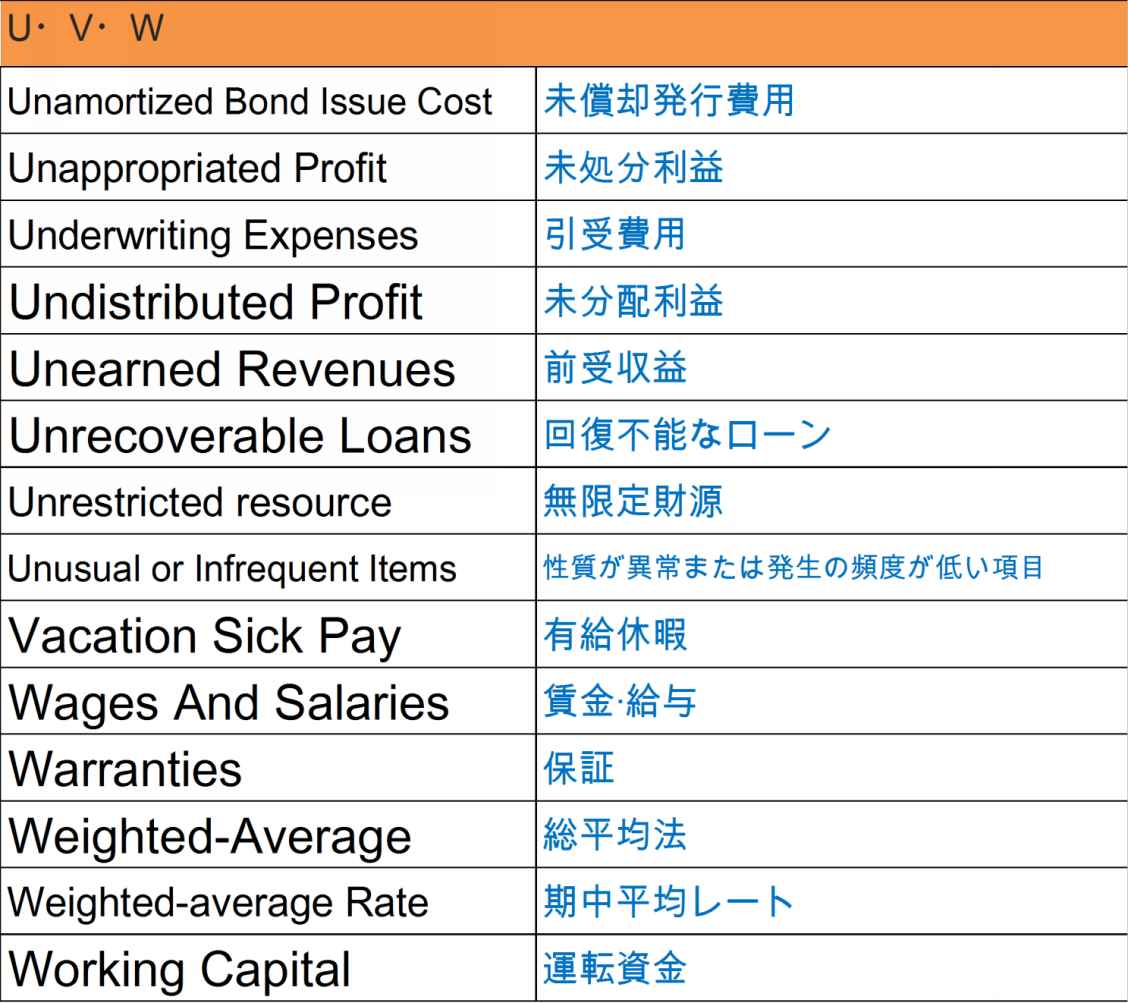 U・ V・ W
Unamortized Bond Issue Cost 未償却発行費用
Unappropriated Profit 未処分利益
Underwriting Expenses 引受費用
Undistributed Profit 未分配利益
Unearned Revenues 前受収益
Unrecoverable Loans 回復不能なローン
Unrestricted resource 無限定財源
Unusual or Infrequent Items 性質が異常または発生の頻度が低い項目
Vacation Sick Pay 有給休暇
Wages And Salaries 賃金·給与
Warranties 保証
Weighted-Average 総平均法
Weighted-average Rate 期中平均レート
Working Capital 運転資金